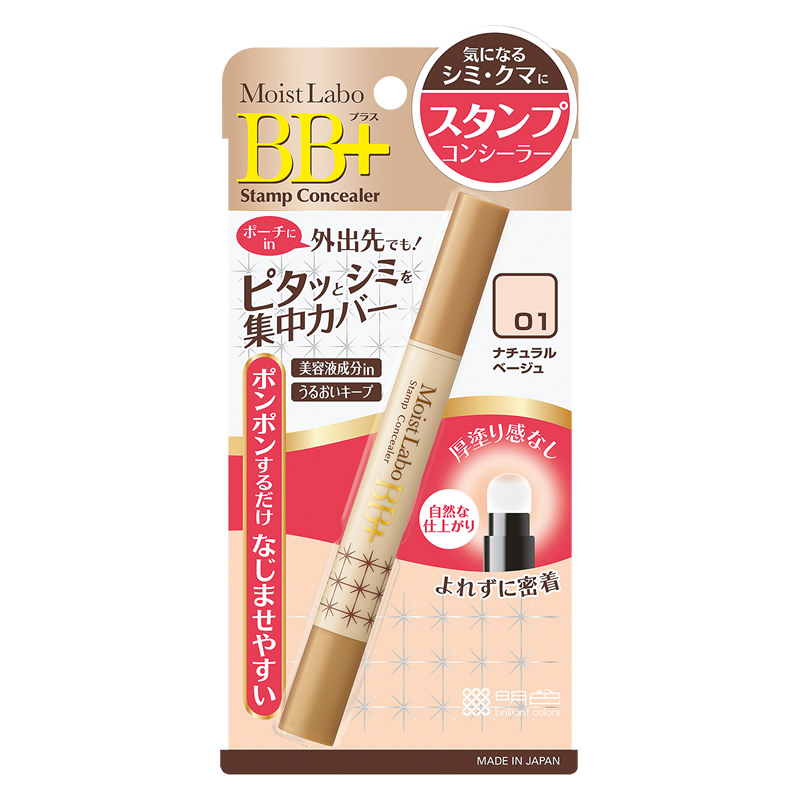 気になる
シミ・クマに
スタンプ
コンシーラー
Moist Labo
プラス
BB+
Stamp Concealer
ポーチに
in
外出先でも!
ピタッとシミを
集中カバー
美容液成分in
うるおいキープ
ポンポンするだけ なじませやすい
01
ナチュラル
ベージュ
Moist Labo BB+
Stamp Concealer
厚塗り感なし
自然な
仕上がり
よれずに密着
明色
brilliant colors
MADE IN JAPAN